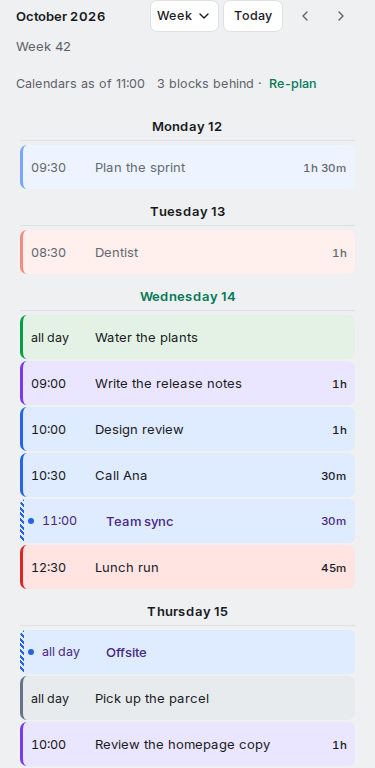 October 2026 Week Today
Week 42
Calendars as of 11:00 3 blocks behind · Re-plan
Monday 12
09:30 Plan the sprint 1h 30m
Tuesday 13
08:30 Dentist 1h
Wednesday 14
all day Water the plants
09:00 Write the release notes 1h
10:00 Design review 1h
10:30 Call Ana 30m
11:00 Team sync 30m
12:30 Lunch run 45m
Thursday 15
all day Offsite
all day Pick up the parcel
10:00 Review the homepage copy 1h